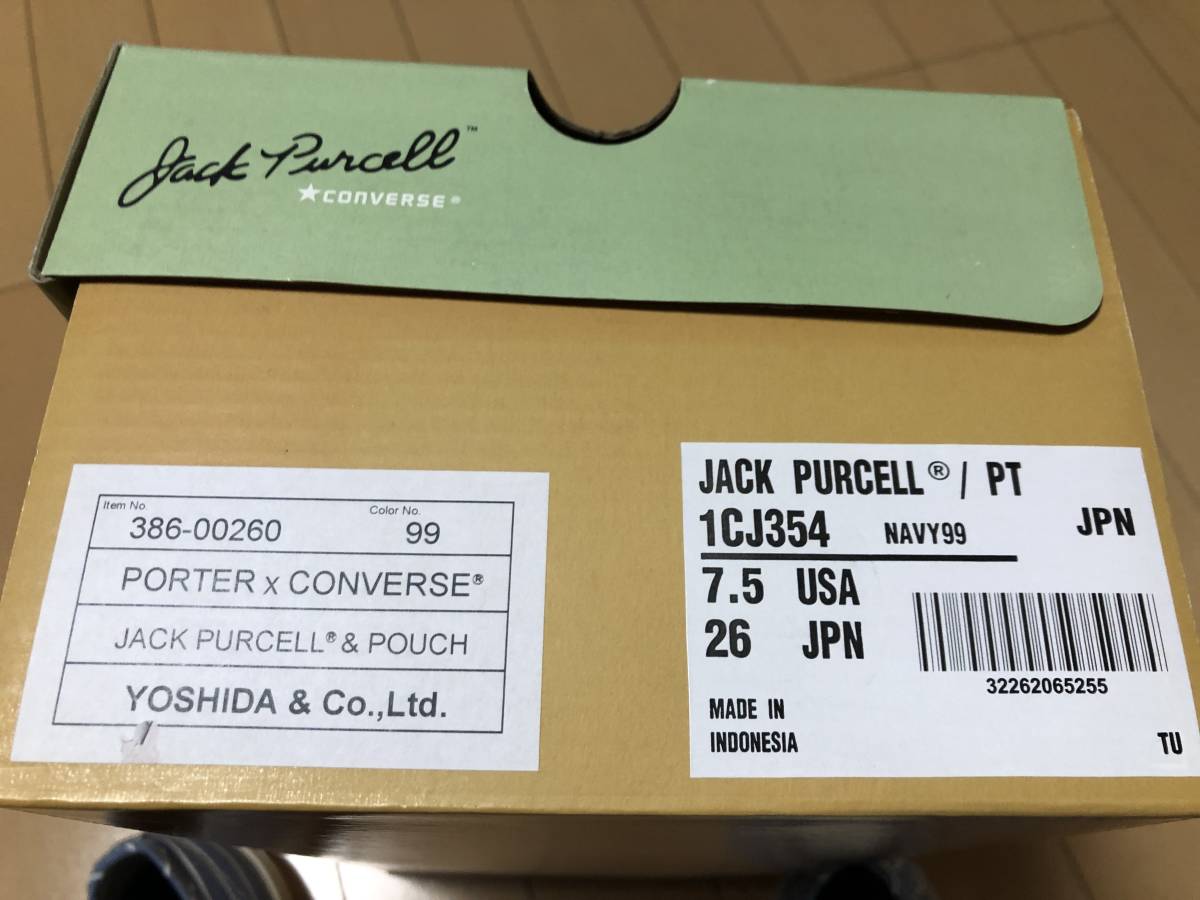 Jack Purcell™
★CONVERSE®
Item No. Color No.
386-00260 99
PORTER x CONVERSE®
JACK PURCELL® & POUCH
YOSHIDA & Co.,Ltd.
JACK PURCELL® / PT
1CJ354 NAVY99 JPN
7.5 USA
26 JPN
32262065255
MADE IN
INDONESIA
TU